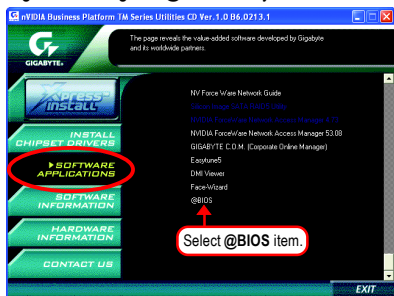 nVIDIA Business Platform TM Series Utilities CD Ver.1.0 B6.0213.1
GIGABYTE
The page reveals the value-added software developed by Gigabyte
and its worldwide partners.
Xpress
INSTALL
INSTALL
CHIPSET DRIVERS
SOFTWARE
APPLICATIONS
SOFTWARE
INFORMATION
HARDWARE
INFORMATION
CONTACT US
NV Force Ware Network Guide
NVIDIA ForceWare Network Access Manager 53.08
GIGABYTE C.O.M. (Corporate Online Manager)
Easytune5
DMI Viewer
Face-Wizard
@BIOS
Select @BIOS item.
EXIT